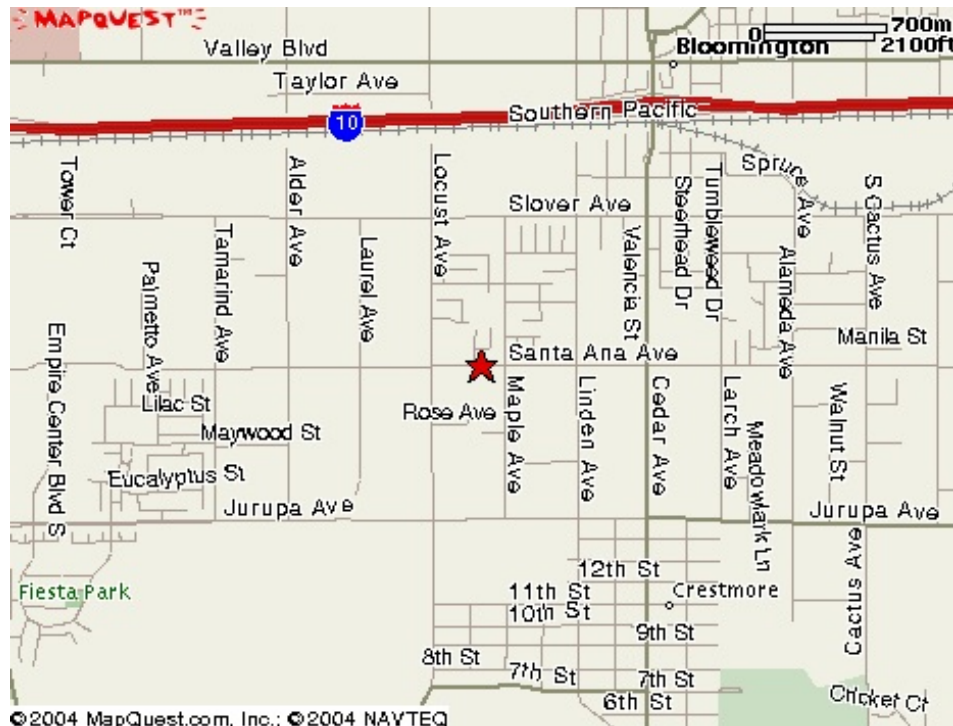 MAPQUEST
0 700m
2100ft
Valley Blvd
Bloomington
Taylor Ave
Southern Pacific
10
Tower Ct
Alder Ave
Locust Ave
Spruce Ave
S Cactus Ave
Slover Ave
Steerhead Dr
Tumbleweed Dr
Tamarind Ave
Laurel Ave
Valencia St
Alameda Ave
Palmetto Ave
Manila St
Empire Center Blvd S
Santa Ana Ave
Lilac St
Rose Ave
Maple Ave
Linden Ave
Cedar Ave
Larch Ave
Walnut St
Maywood St
Meadowlark Ln
Eucalyptus St
Jurupa Ave
Jurupa Ave
Cactus Ave
12th St
Fiesta Park
11th St
Crestmore
10th St
9th St
8th St
7th St
7th St
6th St
Cricket Ct
©2004 MapQuest.com, Inc.; ©2004 NAVTEQ